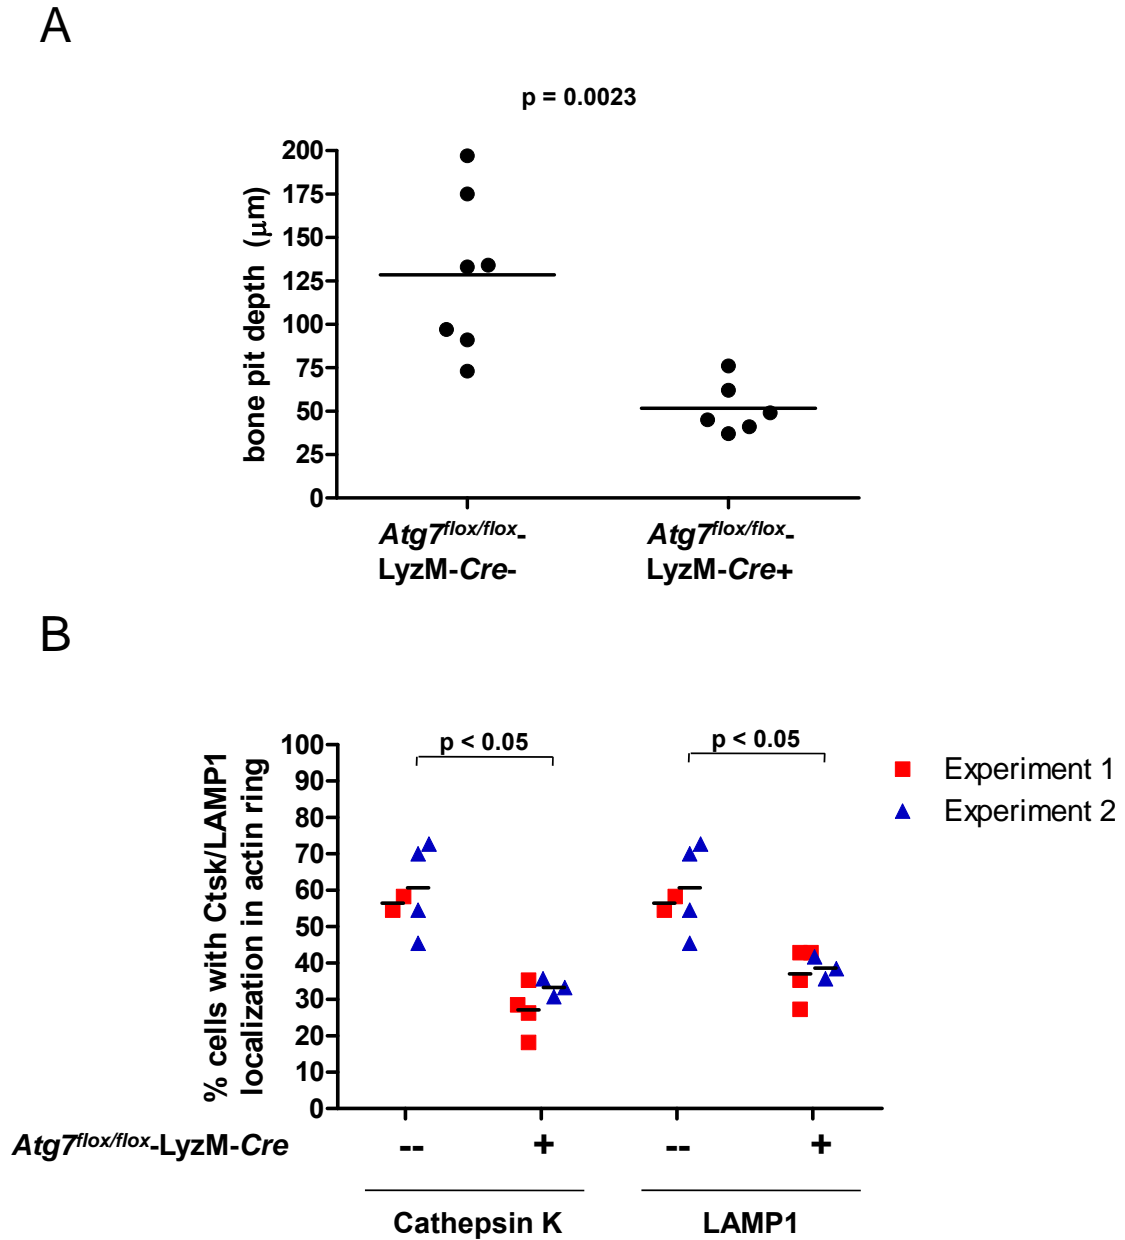 A
p = 0.0023
bone pit depth (μm)
200
175
150
125
100
75
50
25
0
Atg7flox/flox-
LyzM-Cre-
Atg7flox/flox-
LyzM-Cre+
B
% cells with Ctsk/LAMP1
localization in actin ring
100
90
80
70
60
50
40
30
20
10
0
p < 0.05
p < 0.05
Experiment 1
Experiment 2
Atg7flox/flox-LyzM-Cre
-- + -- +
Cathepsin K
LAMP1